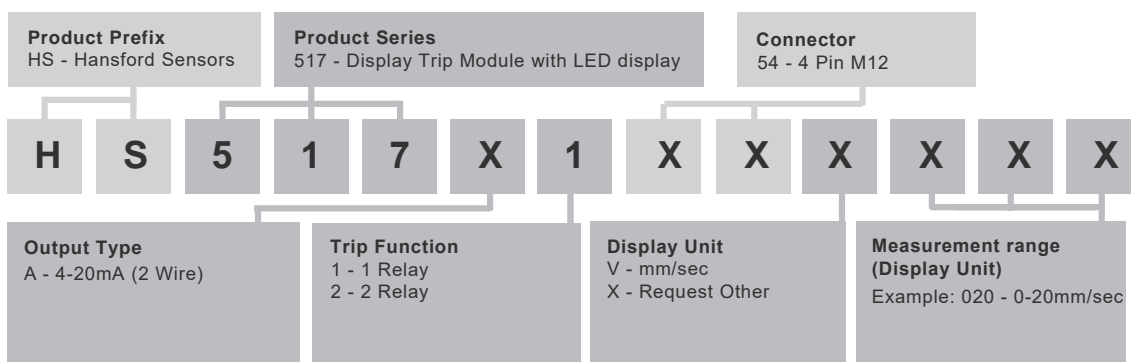 Product Prefix
HS - Hansford Sensors
Product Series
517 - Display Trip Module with LED display
Connector
54 - 4 Pin M12
H S 5 1 7 X 1 X X X X X X
Output Type
A - 4-20mA (2 Wire)
Trip Function
1 - 1 Relay
2 - 2 Relay
Display Unit
V - mm/sec
X - Request Other
Measurement range
(Display Unit)
Example: 020 - 0-20mm/sec